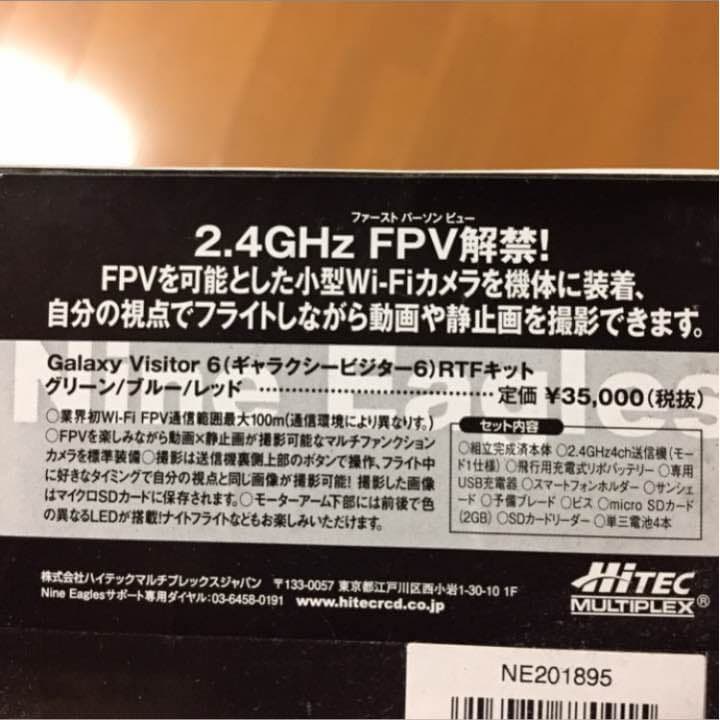 ファースト パーソン ビュー
2.4GHz FPV解禁!
FPVを可能とした小型Wi-Fiカメラを機体に装着、
自分の視点でフライトしながら動画や静止画を撮影できます。
Nine Eagles
Galaxy Visitor 6(ギャラクシービジター6)RTFキット
グリーン/ブルー/レッド ················· 定価 ¥35,000(税抜)
○業界初Wi-Fi FPV通信範囲最大100m(通信環境により異なります。)
○FPVを楽しみながら動画×静止画が撮影可能なマルチファンクション
カメラを標準装備○撮影は送信機裏側上部のボタンで操作、フライト中
に好きなタイミングで自分の視点と同じ画像が撮影可能! 撮影した画像
はマイクロSDカードに保存されます。○モーターアーム下部には前後で色
の異なるLEDが搭載!ナイトフライトなどもお楽しみいただけます。
セット内容
○組立完成済本体 ○2.4GHz4ch送信機(モー
ド1仕様) ○飛行用充電式リポバッテリー ○専用
USB充電器 ○スマートフォンホルダー ○サンシェ
ード ○予備ブレード ○ビス ○micro SDカード
(2GB) ○SDカードリーダー ○単三電池4本
株式会社ハイテックマルチプレックスジャパン 〒133-0057 東京都江戸川区西小岩1-30-10 1F
Nine Eaglesサポート専用ダイヤル:03-6458-0191 www.hitecrcd.co.jp
HiTEC
MULTIPLEX®
NE201895